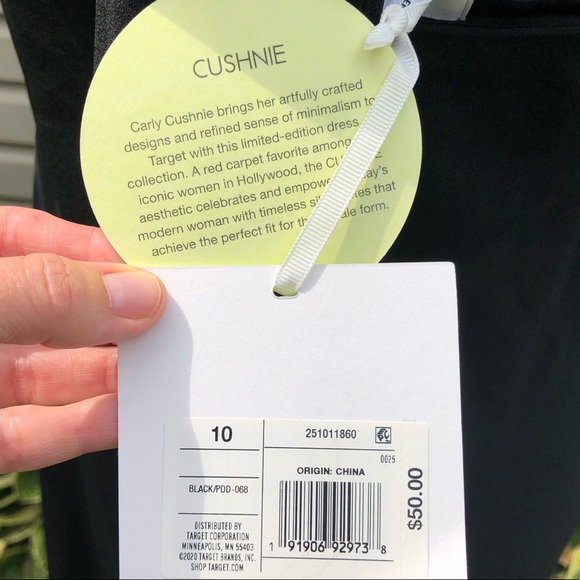 CUSHNIE
Carly Cushnie brings her artfully crafted
designs and refined sense of minimalism to
Target with this limited-edition dress
collection. A red carpet favorite among
iconic women in Hollywood, the
aesthetic celebrates and
modern woman with timeless that
achieve the perfect fit for form.
10
251011860
0025
BLACK/PDD-068
ORIGIN: CHINA
$50.00
DISTRIBUTED BY
TARGET CORPORATION
MINNEAPOLIS, MN 55403
©2020 TARGET BRANDS, INC.
SHOP TARGET.COM
1 91906 92973 8